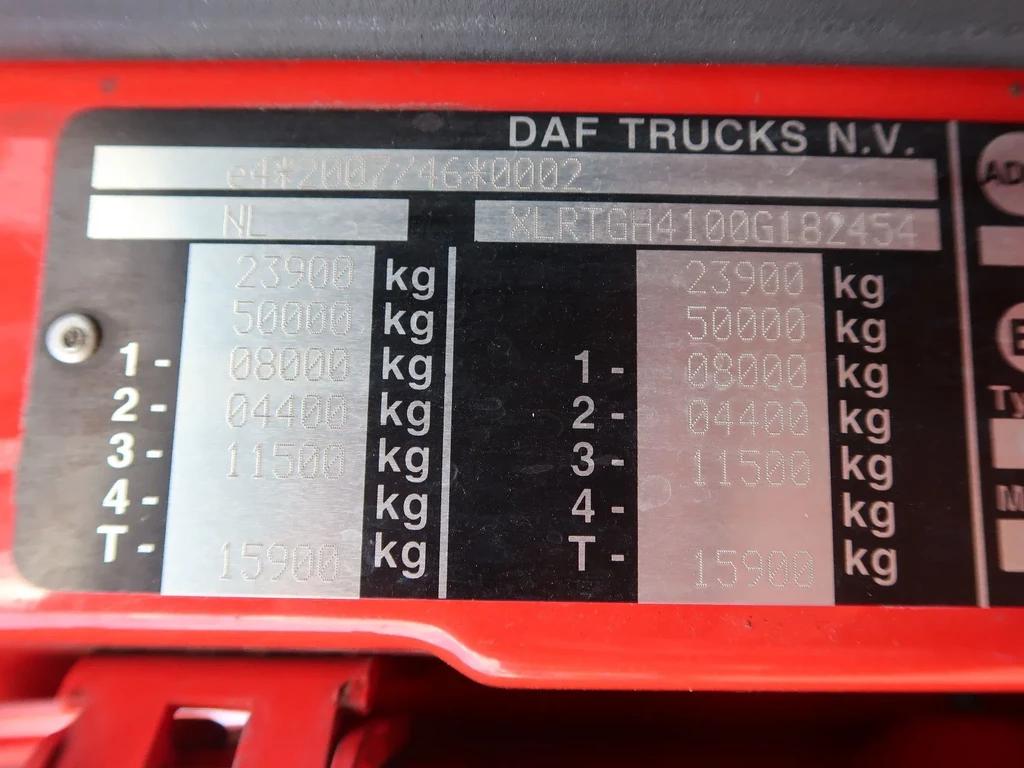 DAF TRUCKS N.V.
e4*2007/46*0002
NL XLRTGH4100G182454
23900 kg 23900 kg
50000 kg 50000 kg
1- 08000 kg 1- 08000 kg
2- 04400 kg 2- 04400 kg
3- 11500 kg 3- 11500 kg
4- kg 4- kg
T- 15900 kg T- 15900 kg